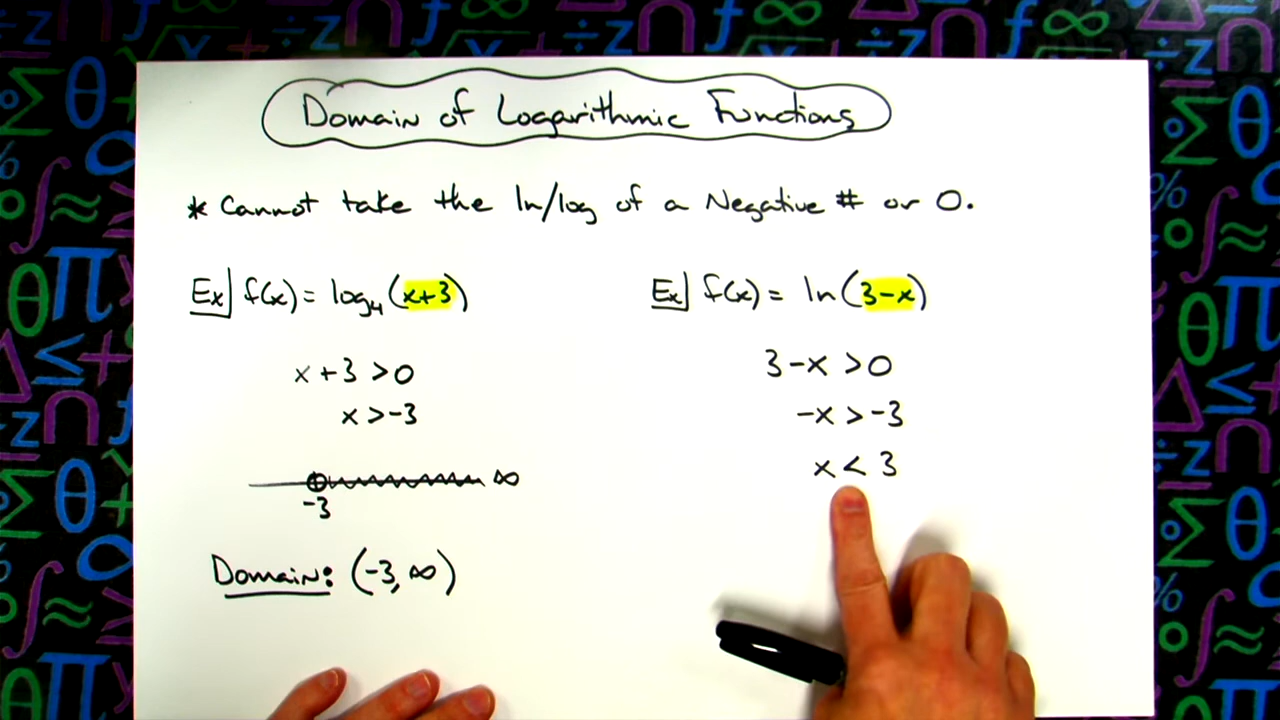 Domain of Logarithmic Functions
* Cannot take the ln/log of a Negative # or 0.
Ex] f(x) = log₄(x+3)
x+3 >0
x >-3
-3 ∞
Domain: (-3, ∞)
Ex] f(x) = ln(3-x)
3-x >0
-x > -3
x < 3